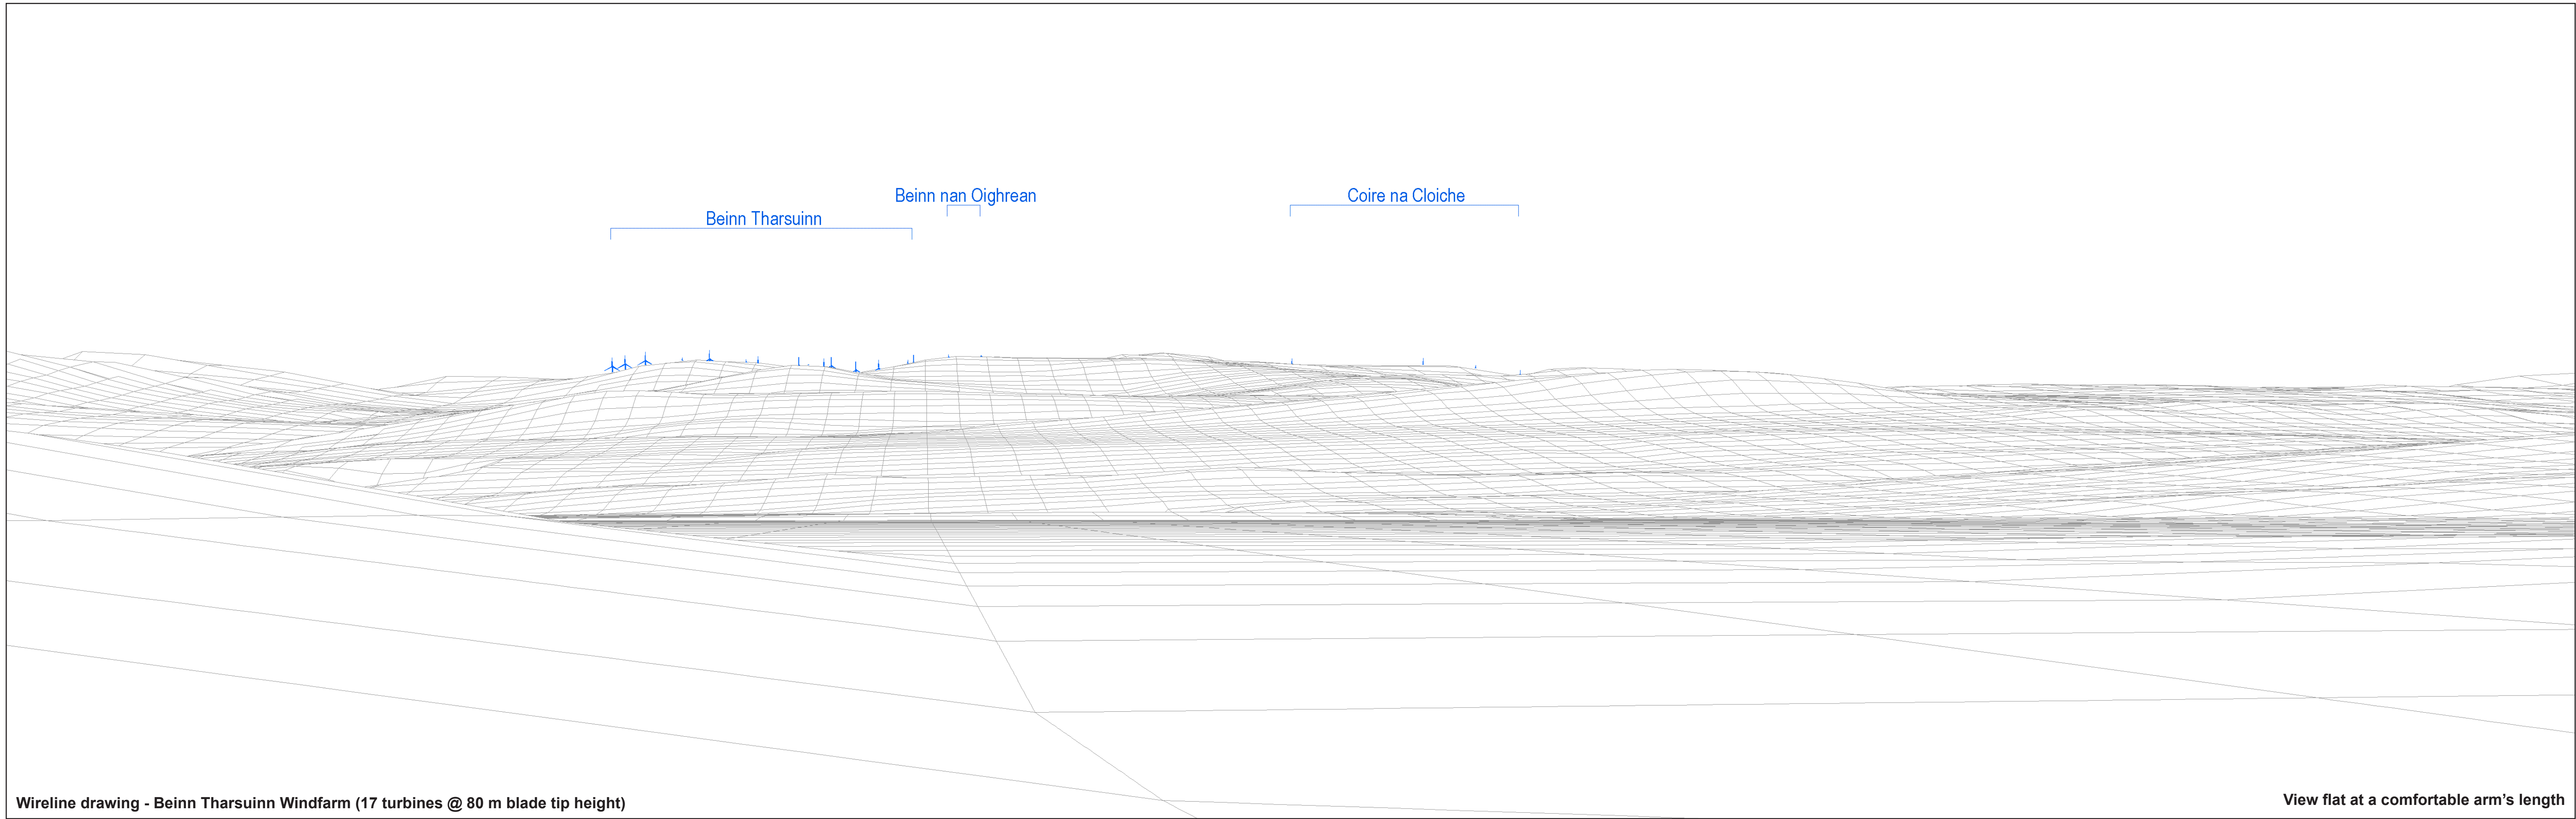 Beinn nan Oighrean
Coire na Cloiche
Beinn Tharsuinn
Wireline drawing - Beinn Tharsuinn Windfarm (17 turbines @ 80 m blade tip height)
View flat at a comfortable arm’s length